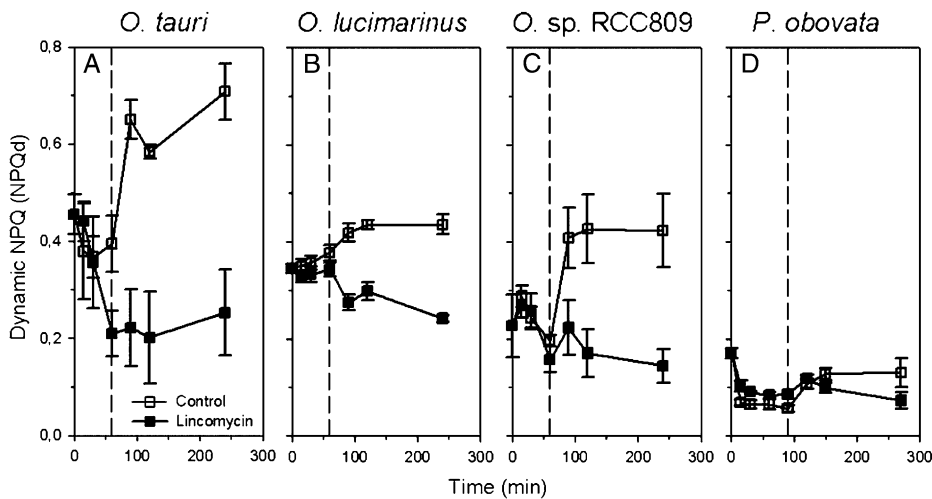 O. tauri O. lucimarinus O. sp. RCC809 P. obovata
A B C D
Dynamic NPQ (NPQd)
0,8
0,6
0,4
0,2
0,0
Control
Lincomycin
0 100 200 300 0 100 200 300 0 100 200 300 0 100 200 300
Time (min)